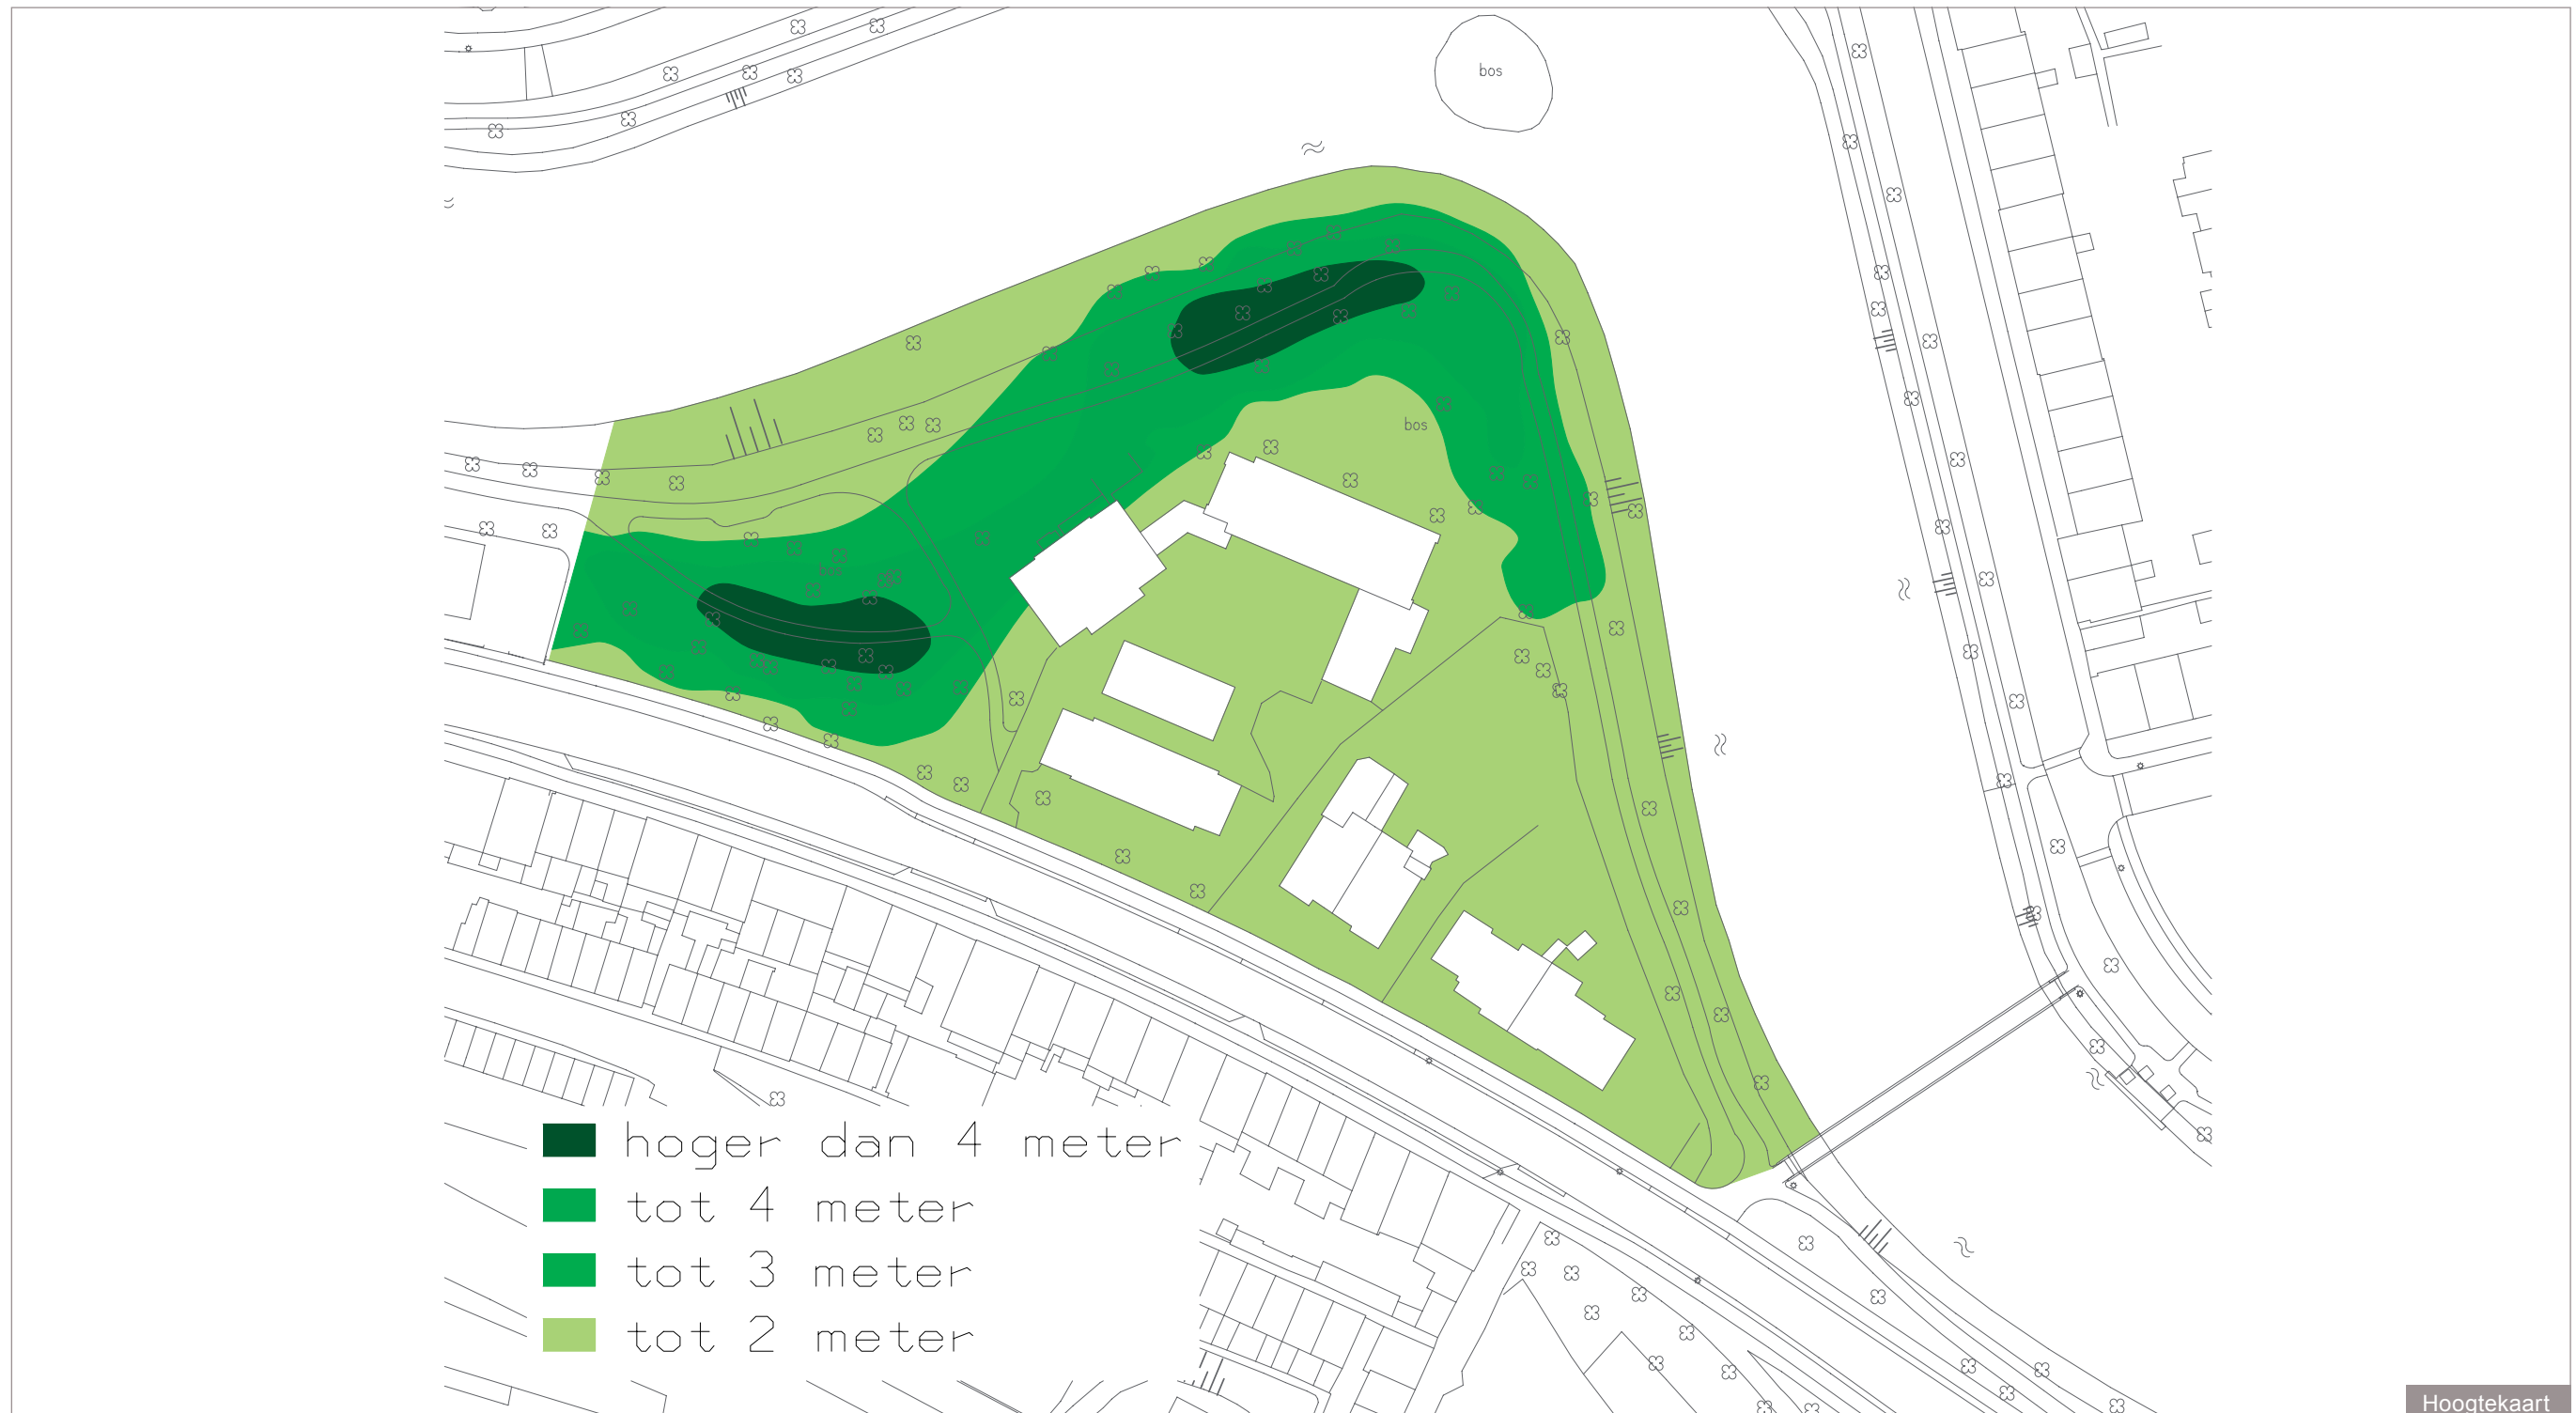 bos
bos
bos
hoger dan 4 meter
tot 4 meter
tot 3 meter
tot 2 meter
Hoogtekaart